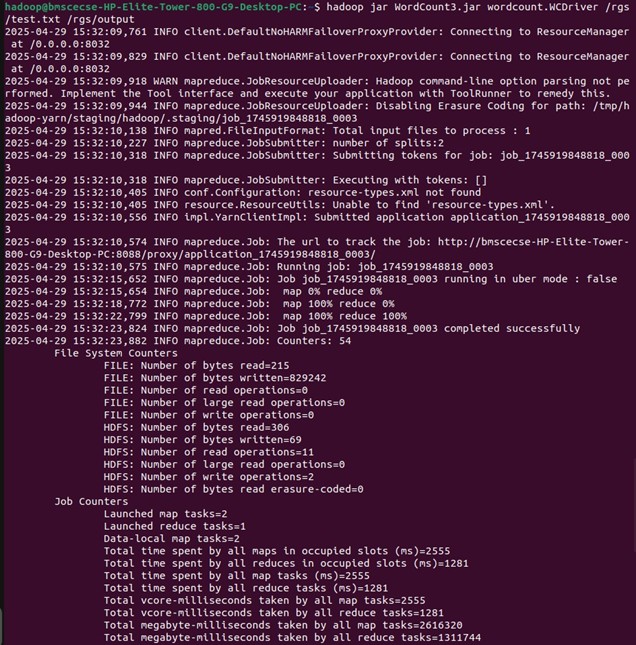 hadoop@bmscecse-HP-Elite-Tower-800-G9-Desktop-PC:~$ hadoop jar WordCount3.jar wordcount.WCDriver /rgs
/test.txt /rgs/output
2025-04-29 15:32:09,761 INFO client.DefaultNoHARMFailoverProxyProvider: Connecting to ResourceManager
at /0.0.0.0:8032
2025-04-29 15:32:09,829 INFO client.DefaultNoHARMFailoverProxyProvider: Connecting to ResourceManager
at /0.0.0.0:8032
2025-04-29 15:32:09,918 WARN mapreduce.JobResourceUploader: Hadoop command-line option parsing not pe
rformed. Implement the Tool interface and execute your application with ToolRunner to remedy this.
2025-04-29 15:32:09,944 INFO mapreduce.JobResourceUploader: Disabling Erasure Coding for path: /tmp/h
adoop-yarn/staging/hadoop/.staging/job_1745919848818_0003
2025-04-29 15:32:10,138 INFO mapred.FileInputFormat: Total input files to process : 1
2025-04-29 15:32:10,227 INFO mapreduce.JobSubmitter: number of splits:2
2025-04-29 15:32:10,318 INFO mapreduce.JobSubmitter: Submitting tokens for job: job_1745919848818_000
3
2025-04-29 15:32:10,318 INFO mapreduce.JobSubmitter: Executing with tokens: []
2025-04-29 15:32:10,405 INFO conf.Configuration: resource-types.xml not found
2025-04-29 15:32:10,405 INFO resource.ResourceUtils: Unable to find 'resource-types.xml'.
2025-04-29 15:32:10,556 INFO impl.YarnClientImpl: Submitted application application_1745919848818_000
3
2025-04-29 15:32:10,574 INFO mapreduce.Job: The url to track the job: http://bmscecse-HP-Elite-Tower-
800-G9-Desktop-PC:8088/proxy/application_1745919848818_0003/
2025-04-29 15:32:10,575 INFO mapreduce.Job: Running job: job_1745919848818_0003
2025-04-29 15:32:15,652 INFO mapreduce.Job: Job job_1745919848818_0003 running in uber mode : false
2025-04-29 15:32:15,654 INFO mapreduce.Job:  map 0% reduce 0%
2025-04-29 15:32:18,772 INFO mapreduce.Job:  map 100% reduce 0%
2025-04-29 15:32:22,799 INFO mapreduce.Job:  map 100% reduce 100%
2025-04-29 15:32:23,824 INFO mapreduce.Job: Job job_1745919848818_0003 completed successfully
2025-04-29 15:32:23,882 INFO mapreduce.Job: Counters: 54
File System Counters
FILE: Number of bytes read=215
FILE: Number of bytes written=829242
FILE: Number of read operations=0
FILE: Number of large read operations=0
FILE: Number of write operations=0
HDFS: Number of bytes read=306
HDFS: Number of bytes written=69
HDFS: Number of read operations=11
HDFS: Number of large read operations=0
HDFS: Number of write operations=2
HDFS: Number of bytes read erasure-coded=0
Job Counters
Launched map tasks=2
Launched reduce tasks=1
Data-local map tasks=2
Total time spent by all maps in occupied slots (ms)=2555
Total time spent by all reduces in occupied slots (ms)=1281
Total time spent by all map tasks (ms)=2555
Total time spent by all reduce tasks (ms)=1281
Total vcore-milliseconds taken by all map tasks=2555
Total vcore-milliseconds taken by all reduce tasks=1281
Total megabyte-milliseconds taken by all map tasks=2616320
Total megabyte-milliseconds taken by all reduce tasks=1311744